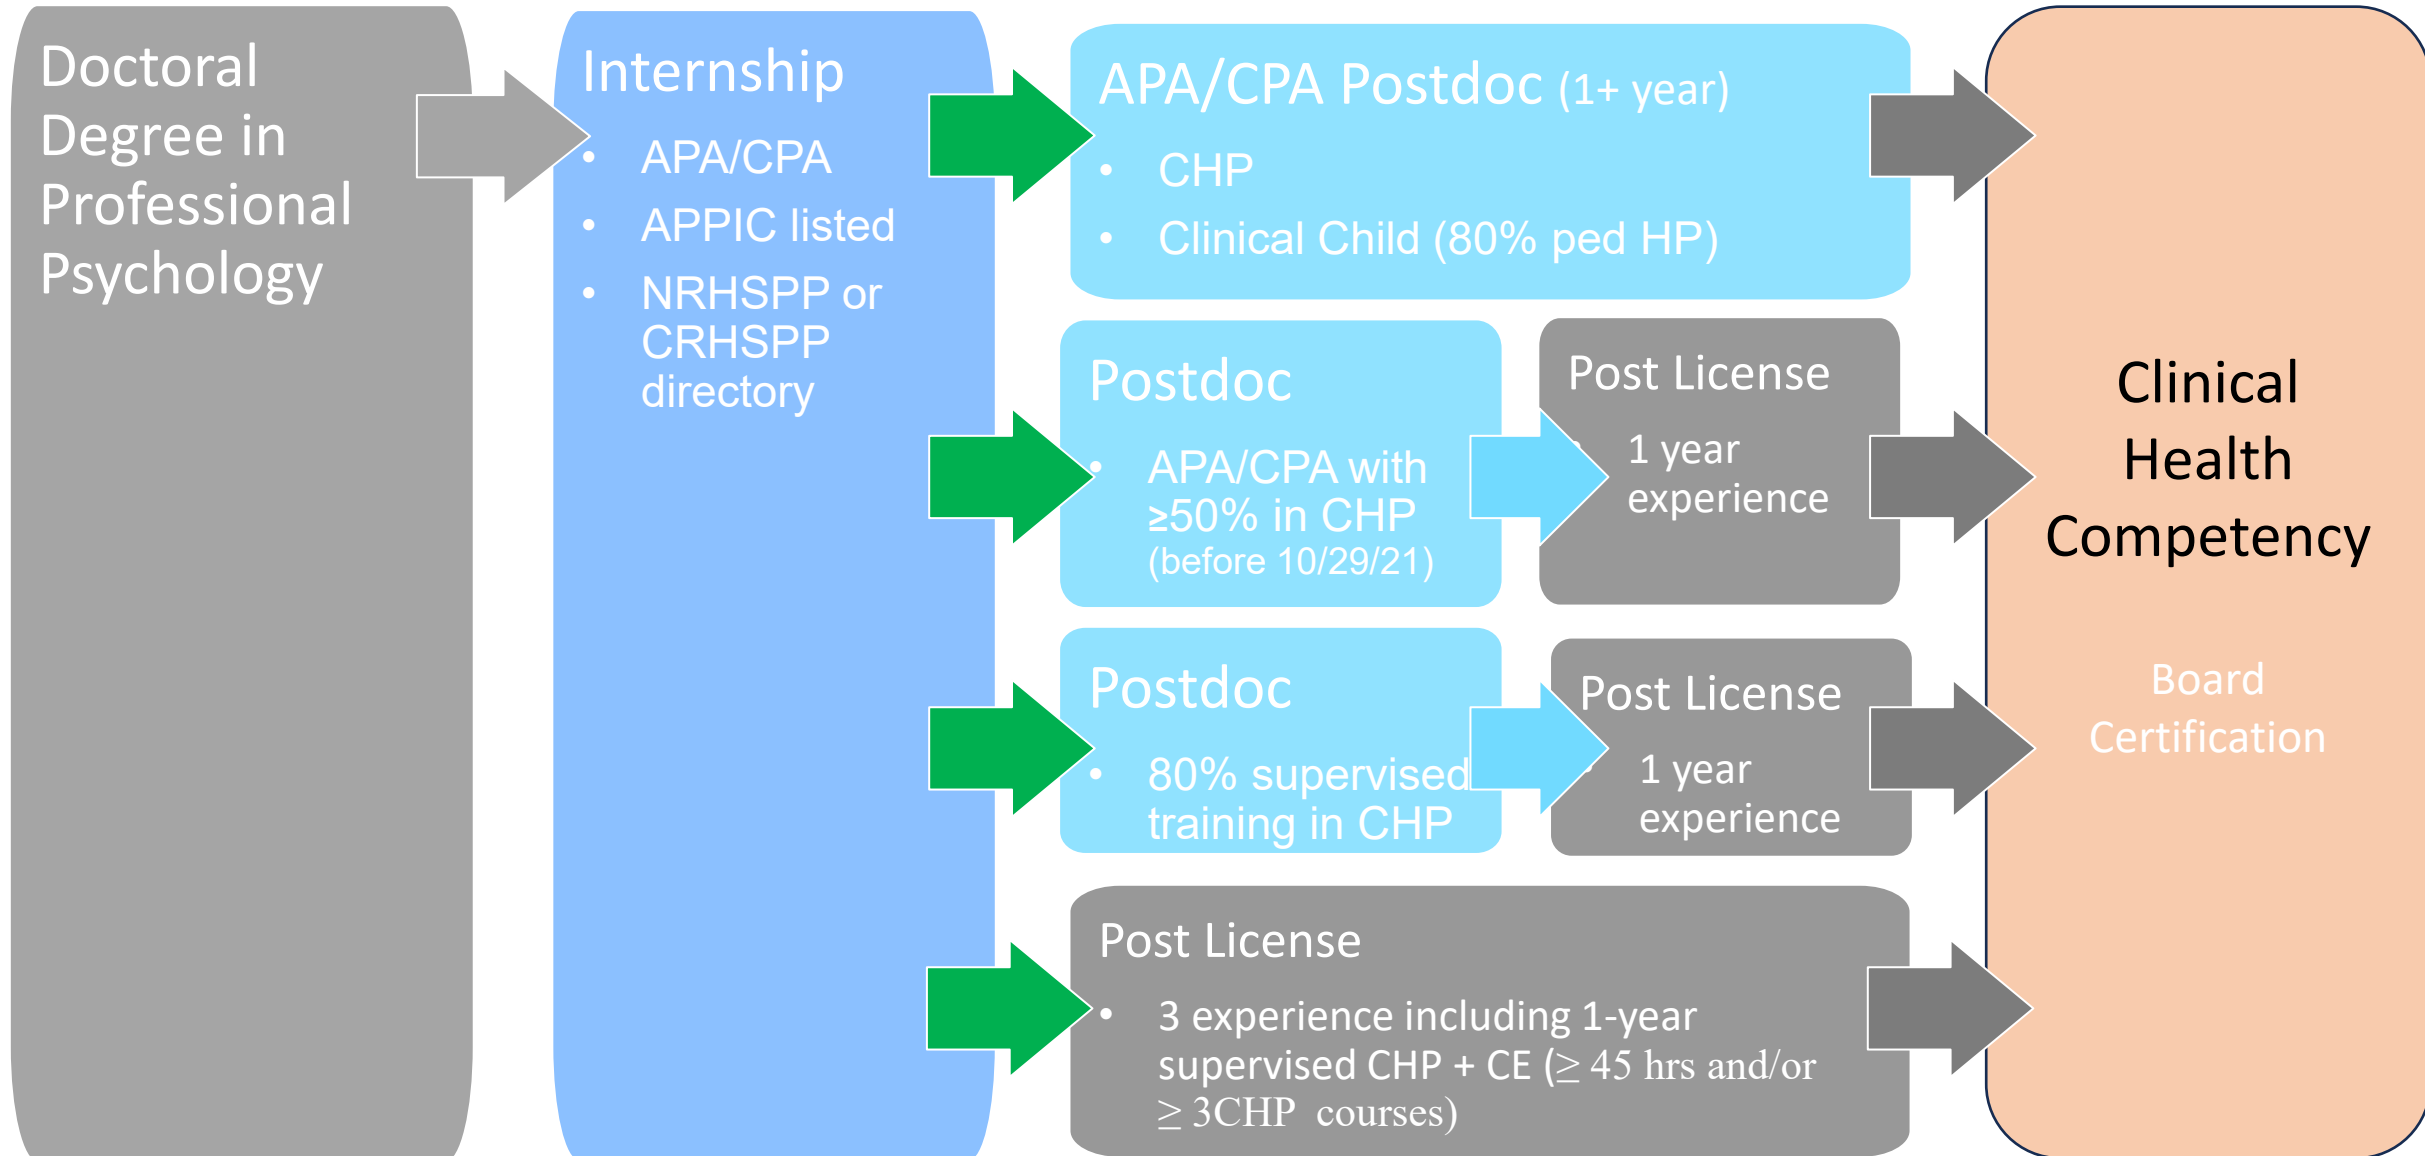 Doctoral
Degree in
Professional
Psychology
Internship
• APA/CPA
• APPIC listed
• NRHSPP or
CRHSPP
directory
APA/CPA Postdoc (1+ year)
• CHP
• Clinical Child (80% ped HP)
Postdoc
• APA/CPA with
≥50% in CHP
(before 10/29/21)
Post License
• 1 year
experience
Postdoc
• 80% supervised
training in CHP
Post License
• 1 year
experience
Post License
• 3 experience including 1-year
supervised CHP + CE (≥ 45 hrs and/or
≥ 3CHP  courses)
Clinical
Health
Competency
Board
Certification